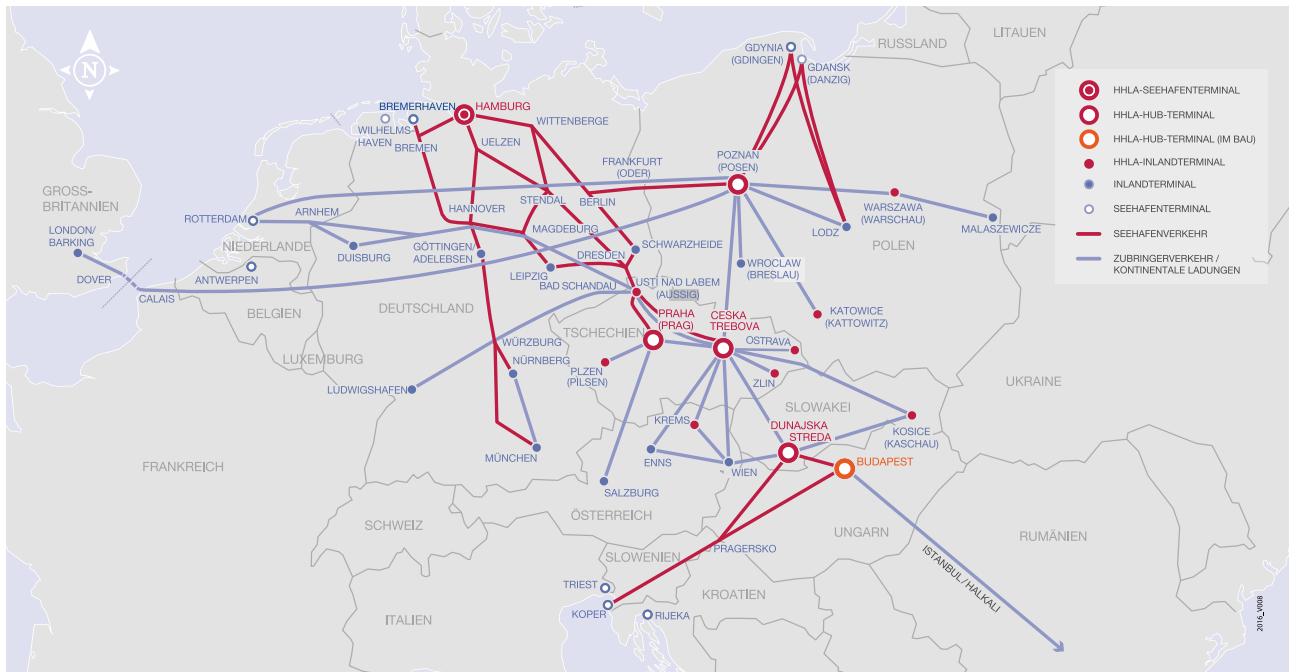 GDYNIA
(GDINGEN)
GDANSK
(DANZIG)
RUSSLAND
LITAUEN
HHLA-SEEHAFENTERMINAL
HHLA-HUB-TERMINAL
HHLA-HUB-TERMINAL (IM BAU)
HHLA-INLANDTERMINAL
INLANDTERMINAL
SEEHAFENTERMINAL
SEEHAFENVERKEHR
ZUBRINGERVERKEHR /
KONTINENTALE LADUNGEN
N
BREMERHAVEN
HAMBURG
WILHELMS-
HAVEN
BREMEN
UELZEN
WITTENBERGE
FRANKFURT
(ODER)
POZNAN
(POSEN)
GROSS-
BRITANNIEN
LONDON/
BARKING
DOVER
CALAIS
ROTTERDAM
ARNHEM
NIEDERLANDE
DUISBURG
ANTWERPEN
BELGIEN
LUXEMBURG
HANNOVER
STENDAL
BERLIN
MAGDEBURG
GÖTTINGEN/
ADELEBSEN
LEIPZIG
DRESDEN
SCHWARZHEIDE
BAD SCHANDAU
USTI NAD LABEM
(AUSSIG)
WARSZAWA
(WARSCHAU)
MALASZEWICZE
LODZ
POLEN
WROCLAW
(BRESLAU)
KATOWICE
(KATTOWITZ)
DEUTSCHLAND
TSCHECHIEN
PRAHA
(PRAG)
CESKA
TREBOVA
OSTRAVA
PLZEN
(PILSEN)
ZLIN
WÜRZBURG
NÜRNBERG
LUDWIGSHAFEN
MÜNCHEN
UKRAINE
SLOWAKEI
KREMS
DUNAJSKA
STREDA
KOSICE
(KASCHAU)
ENNS
WIEN
BUDAPEST
FRANKREICH
SALZBURG
ÖSTERREICH
SCHWEIZ
SLOWENIEN
PRAGERSKO
UNGARN
RUMÄNIEN
ISTANBUL / HALKALI
TRIEST
KOPER
RIJEKA
KROATIEN
ITALIEN
2016_V008